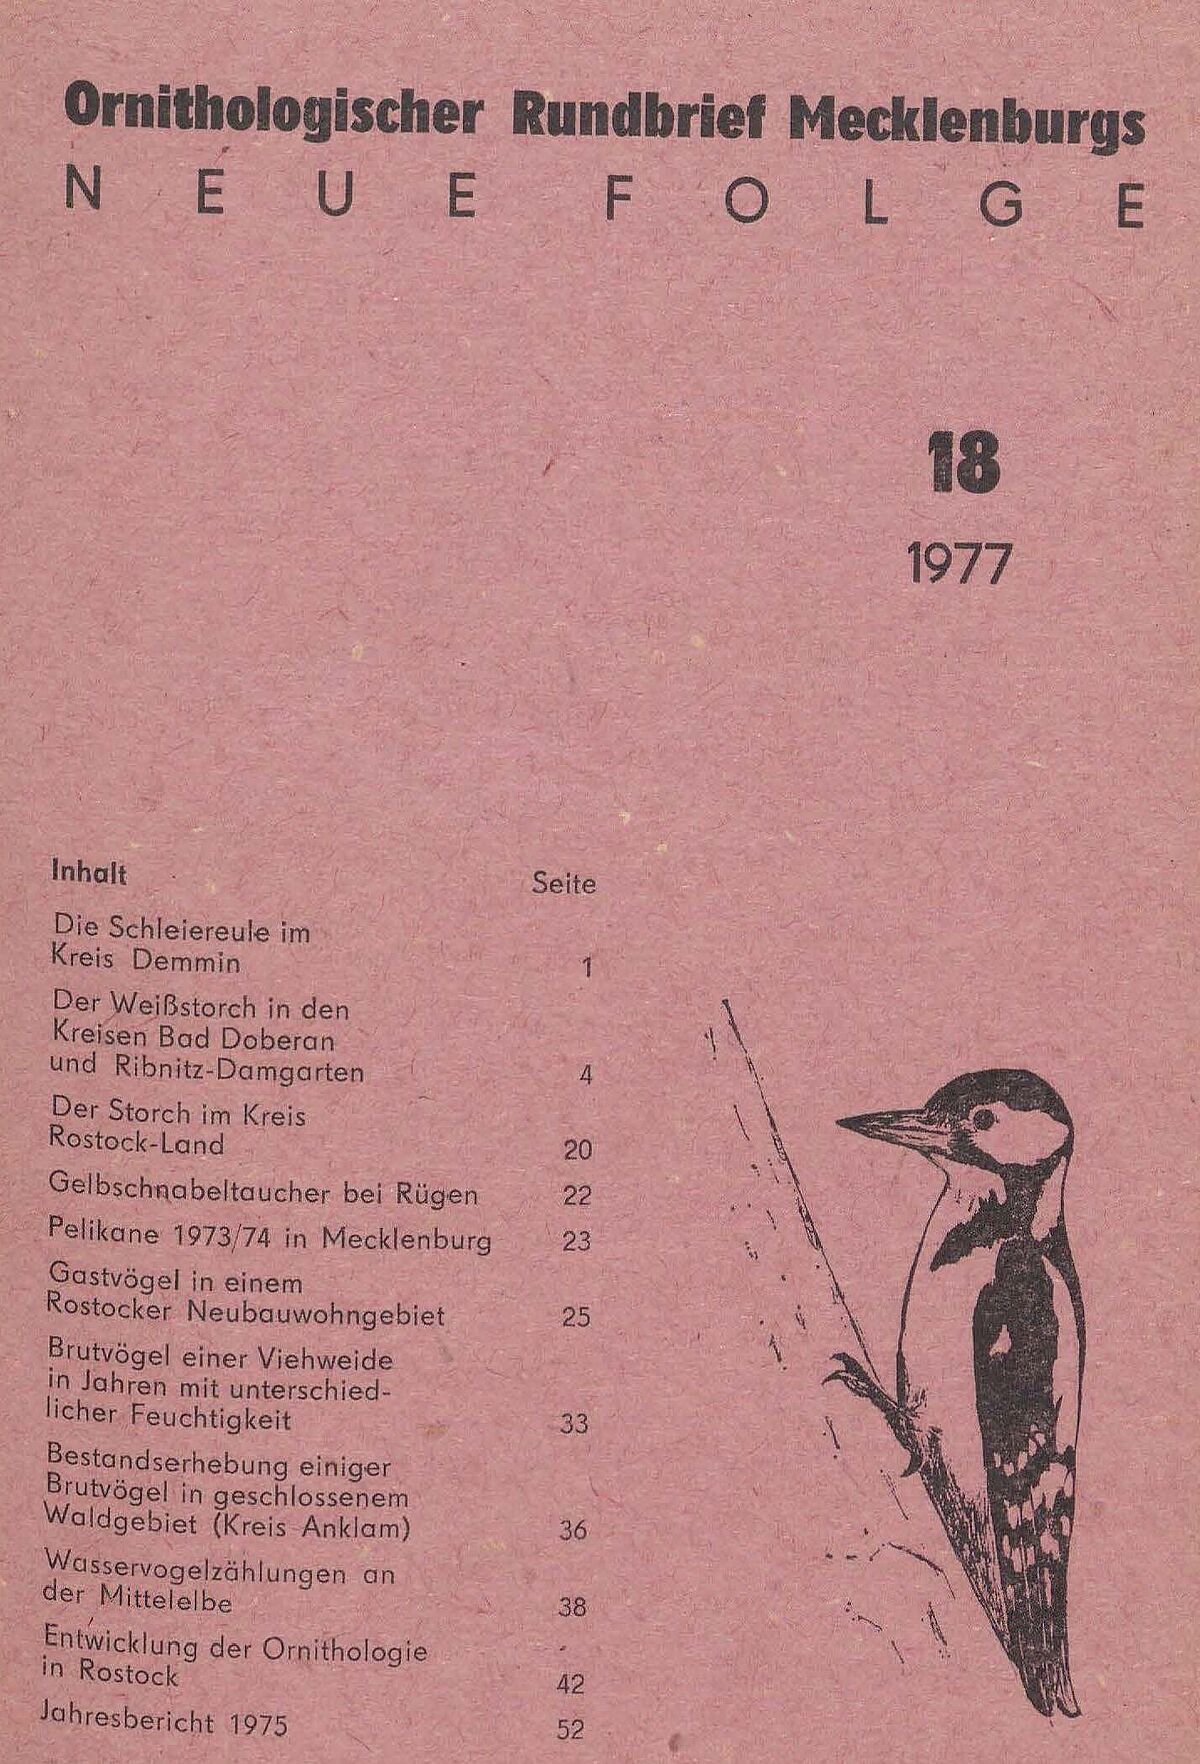 Ornithologischer Rundbrief Mecklenburgs
NEUE FOLGE
18
1977
Inhalt Seite
Die Schleiereule im
Kreis Demmin 1
Der Weißstorch in den
Kreisen Bad Doberan
und Ribnitz-Damgarten 4
Der Storch im Kreis
Rostock-Land 20
Gelbschnabeltaucher bei Rügen 22
Pelikane 1973/74 in Mecklenburg 23
Gastvögel in einem
Rostocker Neubauwohngebiet 25
Brutvögel einer Viehweide
in Jahren mit unterschied-
licher Feuchtigkeit 33
Bestandserhebung einiger
Brutvögel in geschlossenem
Waldgebiet (Kreis Anklam) 36
Wasservogelzählungen an
der Mittelelbe 38
Entwicklung der Ornithologie
in Rostock 42
Jahresbericht 1975 52